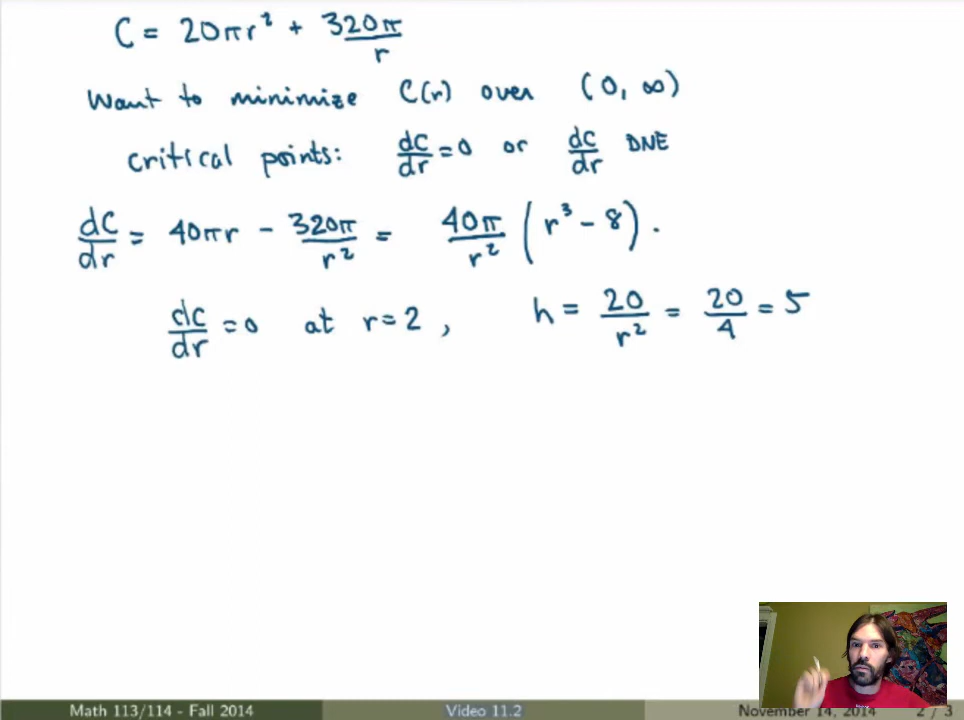 C = 20πr² + 320π/r
Want to minimize C(r) over (0, ∞)
critical points: dC/dr = 0 or dC/dr DNE
dC/dr = 40πr − 320π/r² = 40π/r² (r³ − 8).
dC/dr = 0 at r = 2, h = 20/r² = 20/4 = 5
Math 113/114 - Fall 2014 Video 11.2 November 14, 2014 2 / 3